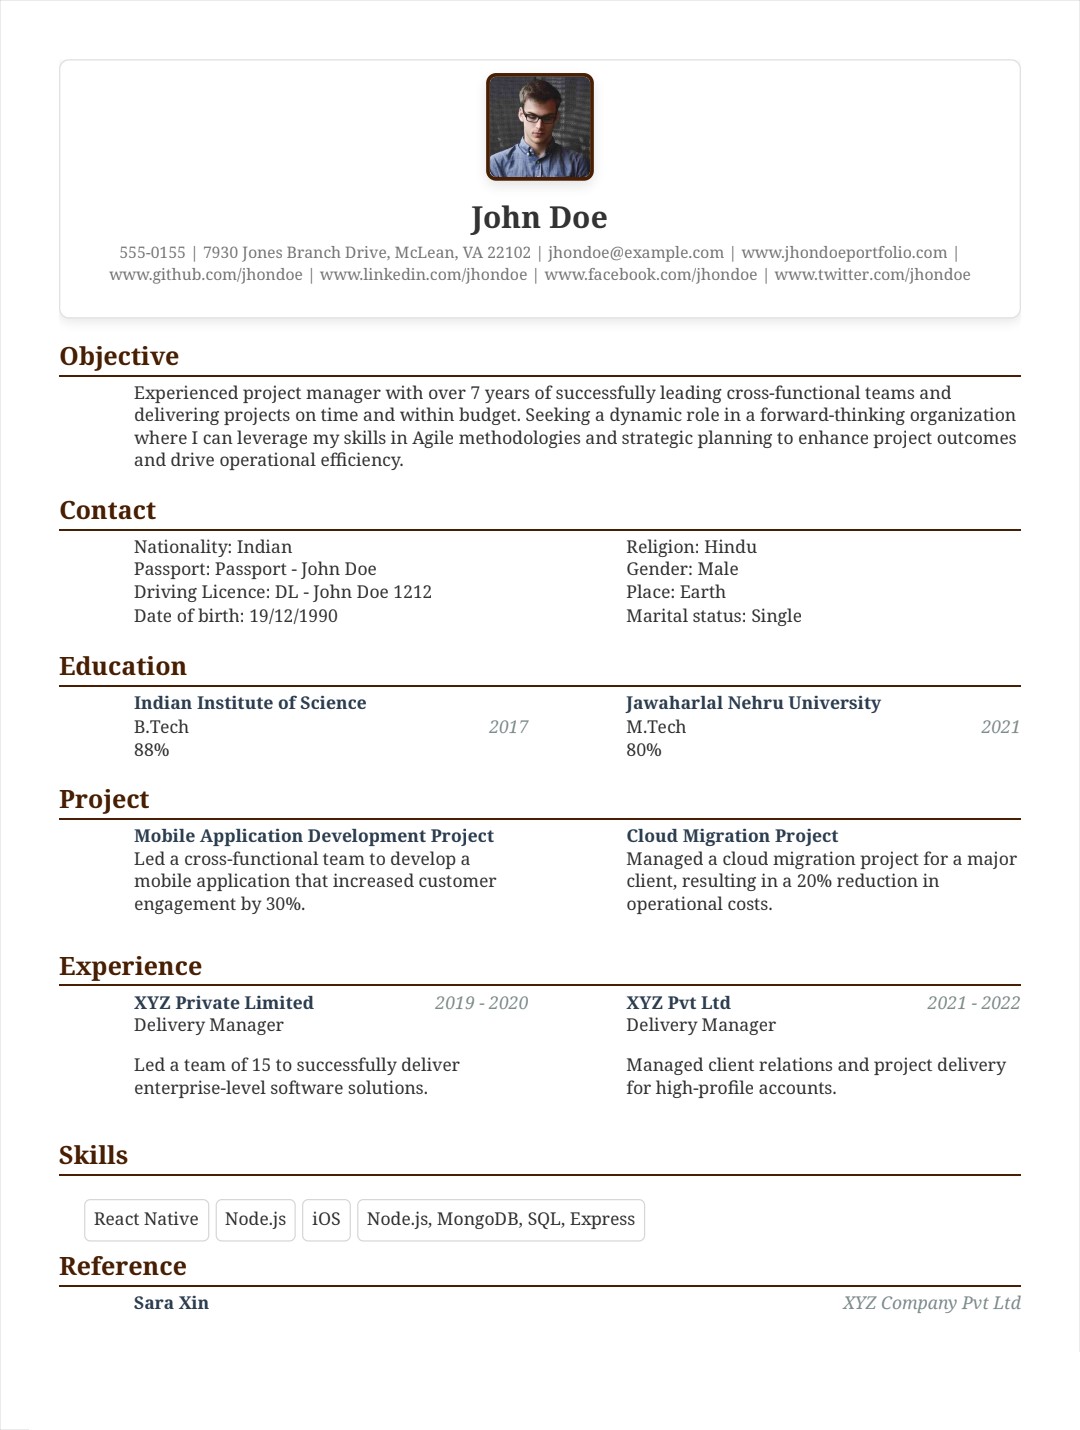 John Doe
555-0155 | 7930 Jones Branch Drive, McLean, VA 22102 | jhondoe@example.com | www.jhondoeportfolio.com |
www.github.com/jhondoe | www.linkedin.com/jhondoe | www.facebook.com/jhondoe | www.twitter.com/jhondoe
Objective
Experienced project manager with over 7 years of successfully leading cross-functional teams and
delivering projects on time and within budget. Seeking a dynamic role in a forward-thinking organization
where I can leverage my skills in Agile methodologies and strategic planning to enhance project outcomes
and drive operational efficiency.
Contact
Nationality: Indian
Passport: Passport - John Doe
Driving Licence: DL - John Doe 1212
Date of birth: 19/12/1990
Religion: Hindu
Gender: Male
Place: Earth
Marital status: Single
Education
Indian Institute of Science
B.Tech 2017
88%
Jawaharlal Nehru University
M.Tech 2021
80%
Project
Mobile Application Development Project
Led a cross-functional team to develop a
mobile application that increased customer
engagement by 30%.
Cloud Migration Project
Managed a cloud migration project for a major
client, resulting in a 20% reduction in
operational costs.
Experience
XYZ Private Limited 2019 - 2020
Delivery Manager
Led a team of 15 to successfully deliver
enterprise-level software solutions.
XYZ Pvt Ltd 2021 - 2022
Delivery Manager
Managed client relations and project delivery
for high-profile accounts.
Skills
React Native Node.js iOS Node.js, MongoDB, SQL, Express
Reference
Sara Xin XYZ Company Pvt Ltd